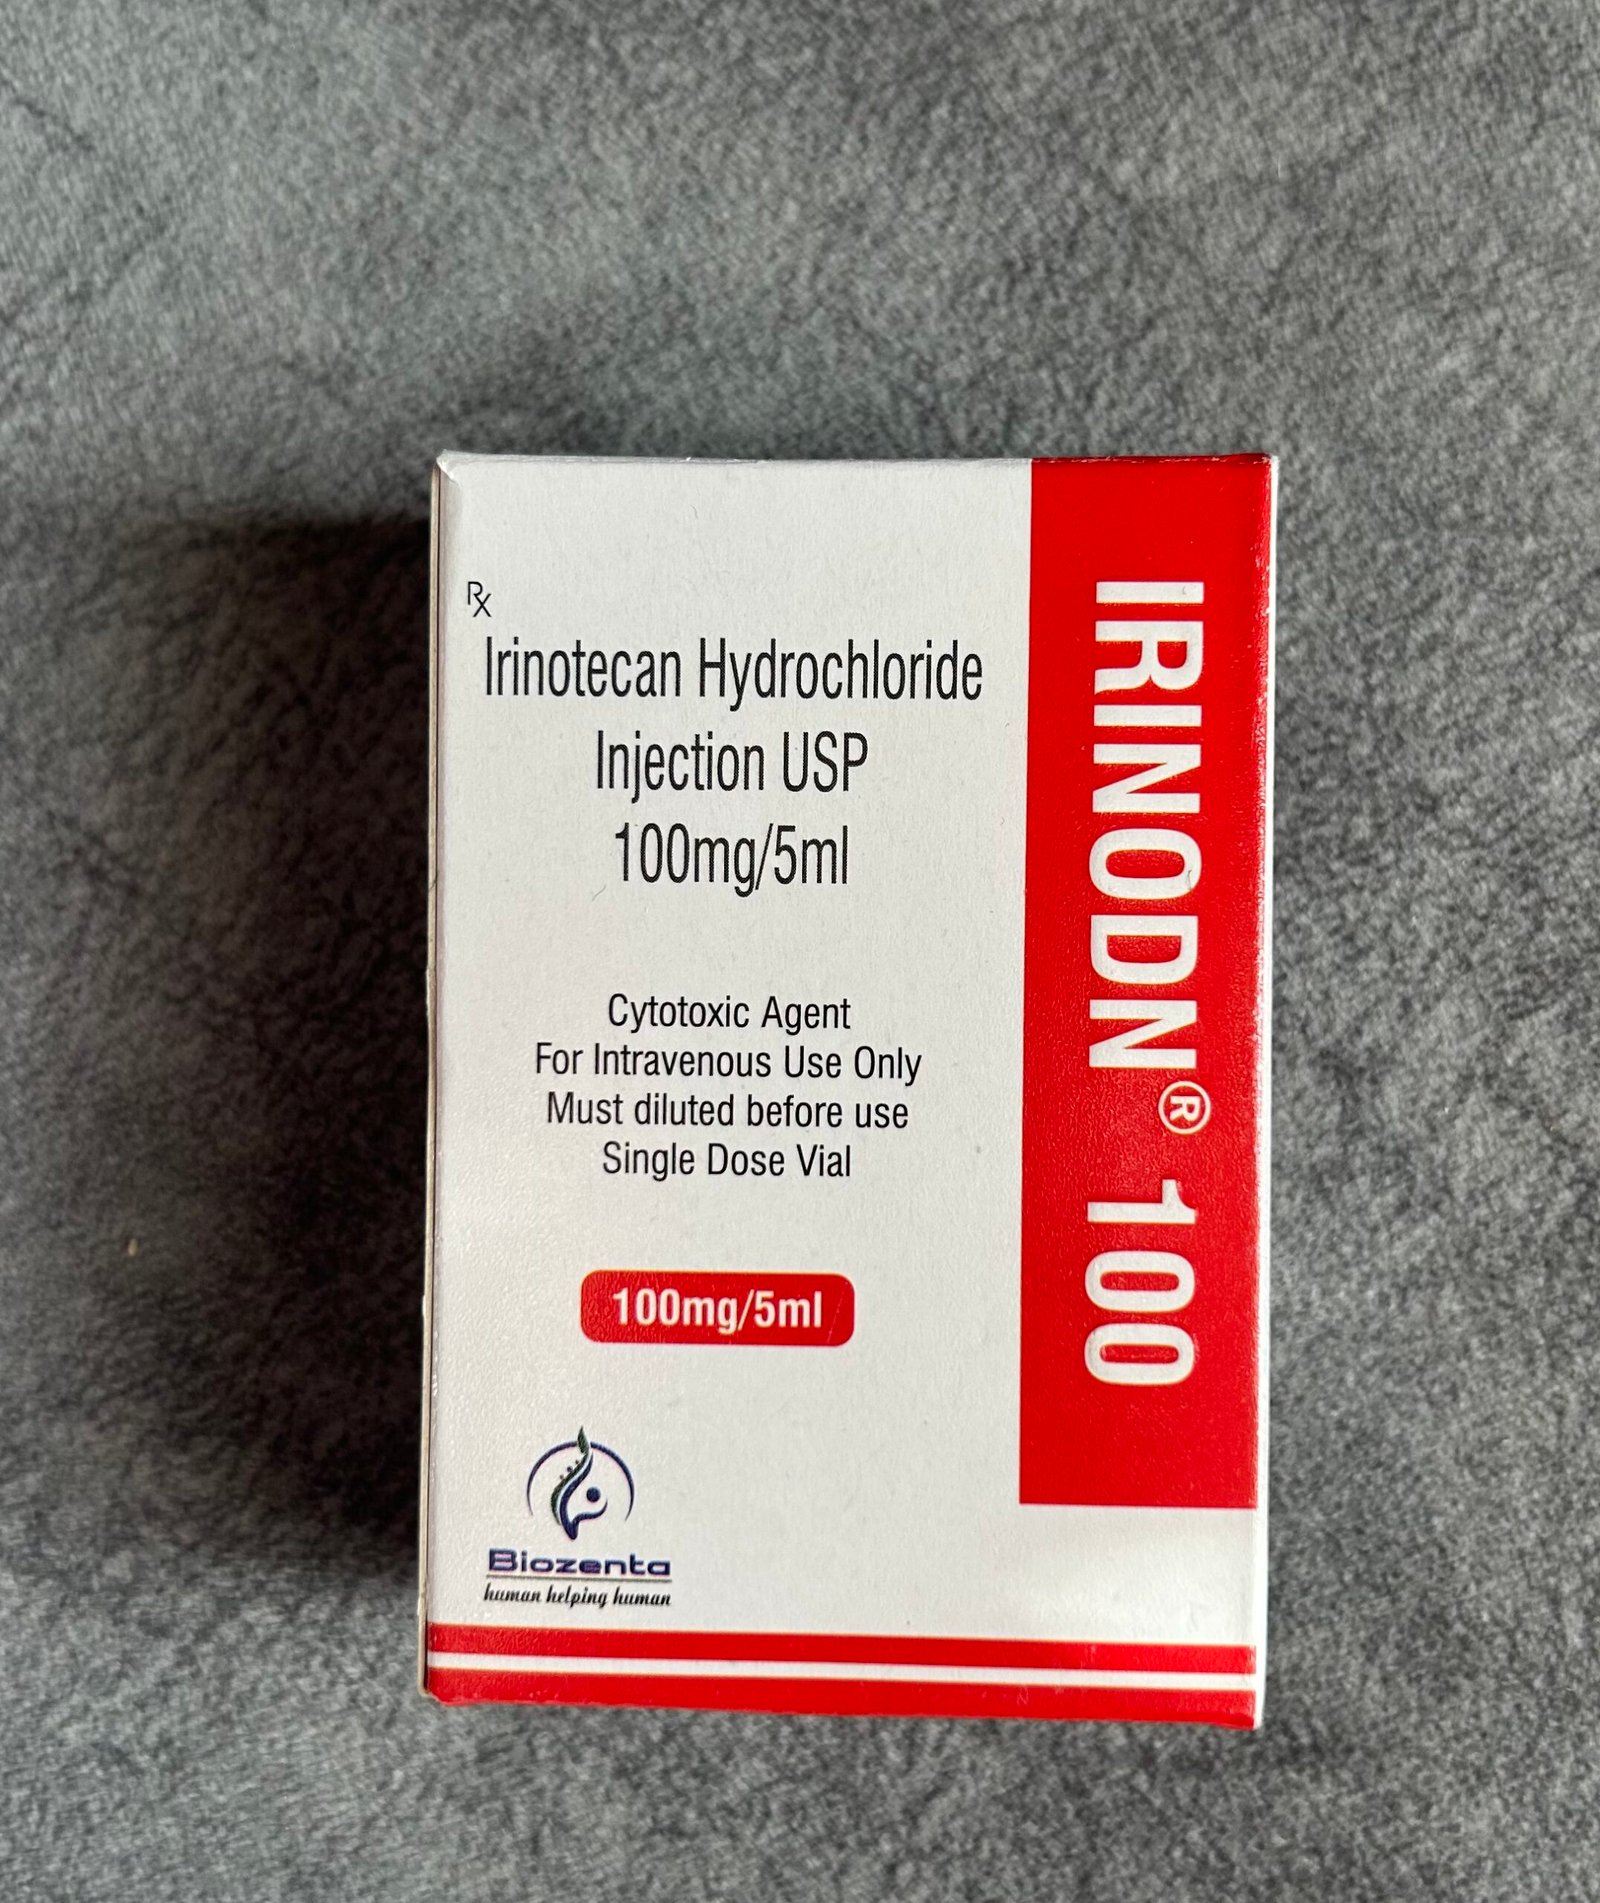 Rx
Irinotecan Hydrochloride
Injection USP
100mg/5ml
Cytotoxic Agent
For Intravenous Use Only
Must diluted before use
Single Dose Vial
100mg/5ml
Biozenta
human helping human
IRINODN® 100